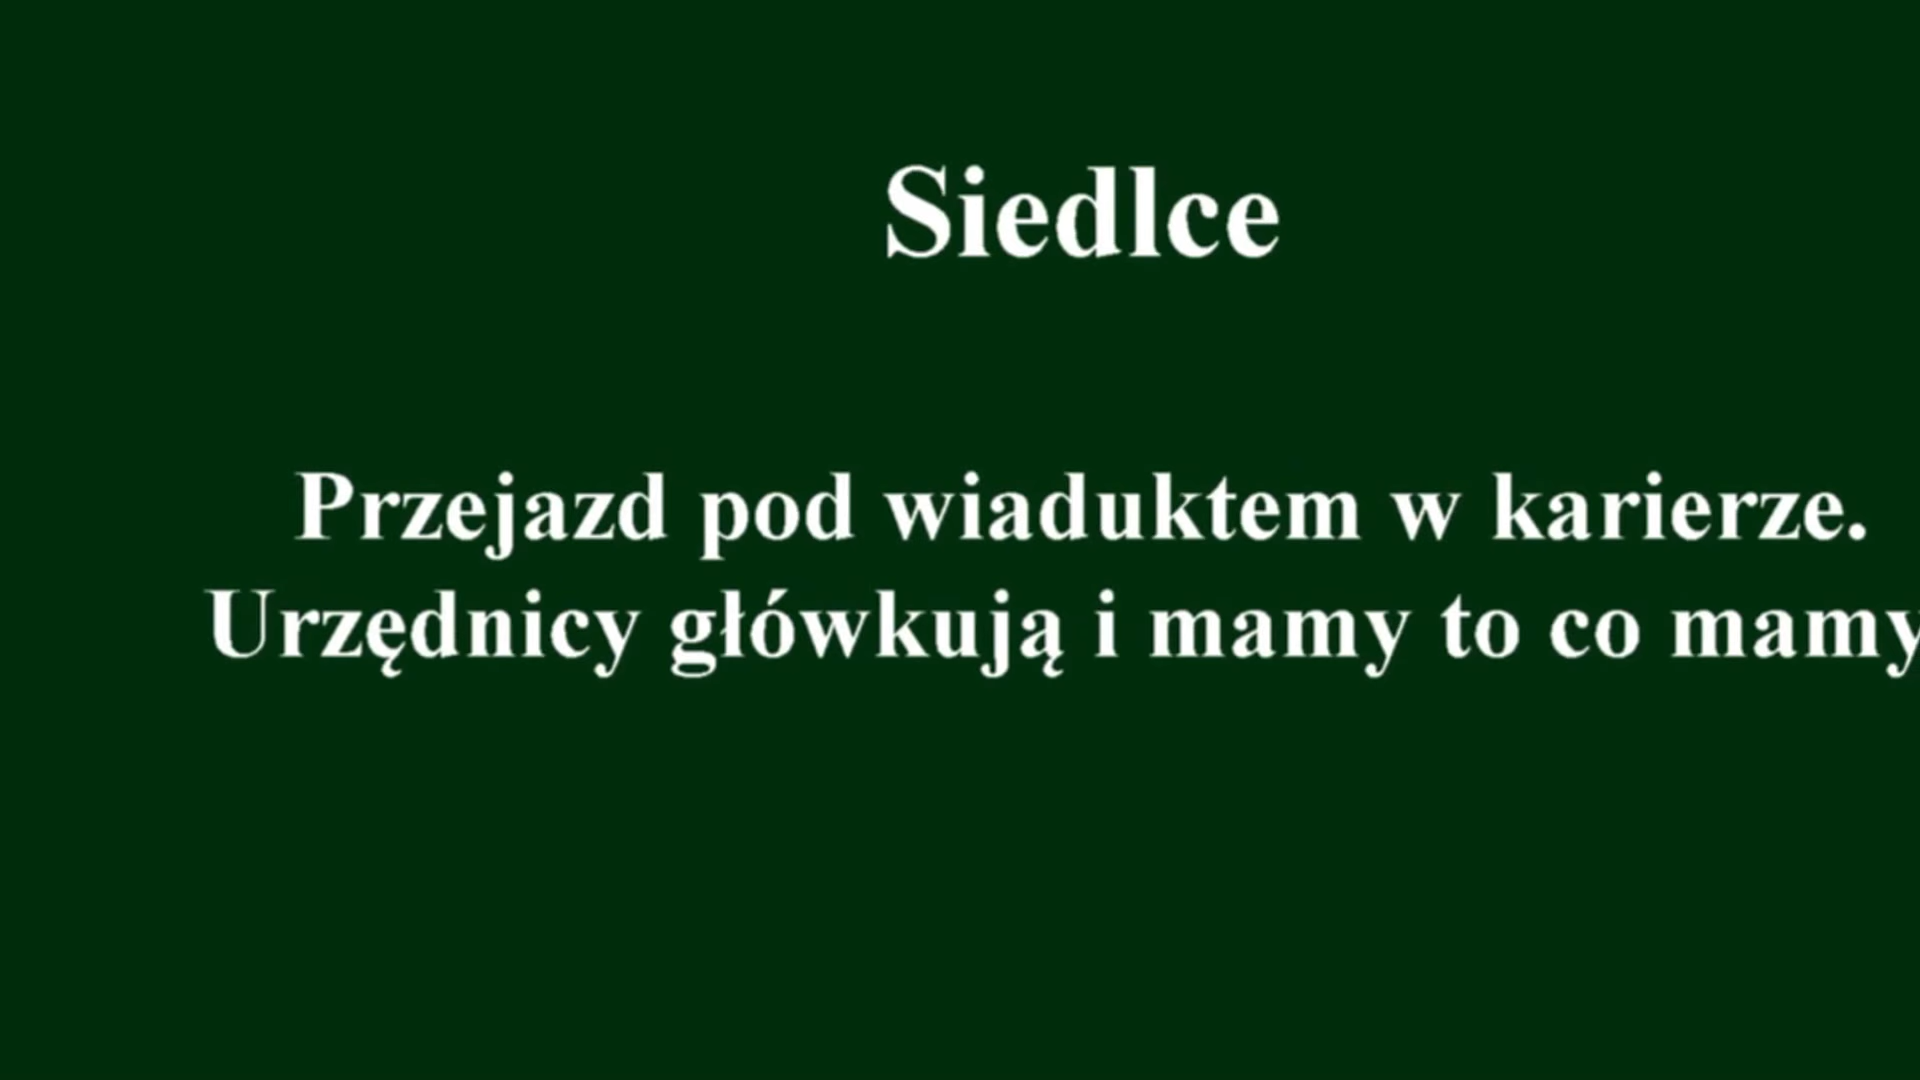 Siedlce
Przejazd pod wiaduktem w karierze.
Urzędnicy główkują i mamy to co mamy